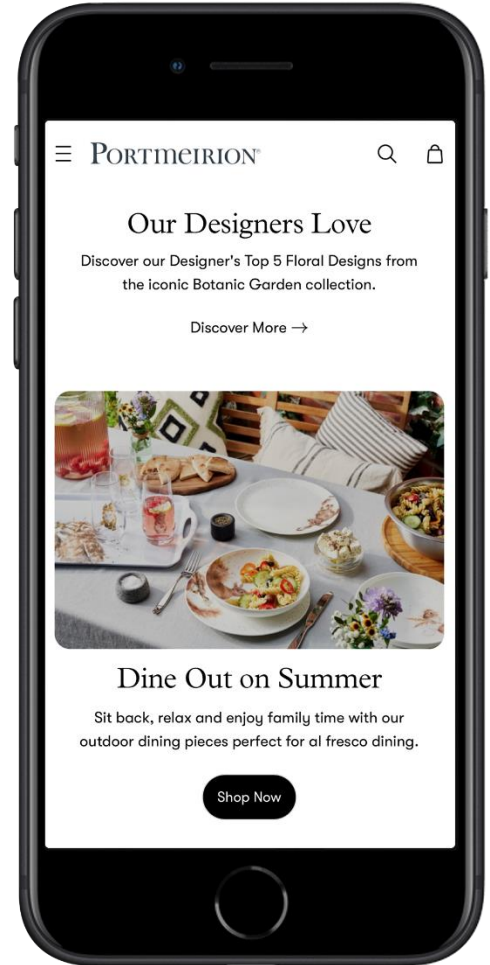 PORTMEIRION®
Our Designers Love
Discover our Designer's Top 5 Floral Designs from
the iconic Botanic Garden collection.
Discover More →
Dine Out on Summer
Sit back, relax and enjoy family time with our
outdoor dining pieces perfect for al fresco dining.
Shop Now